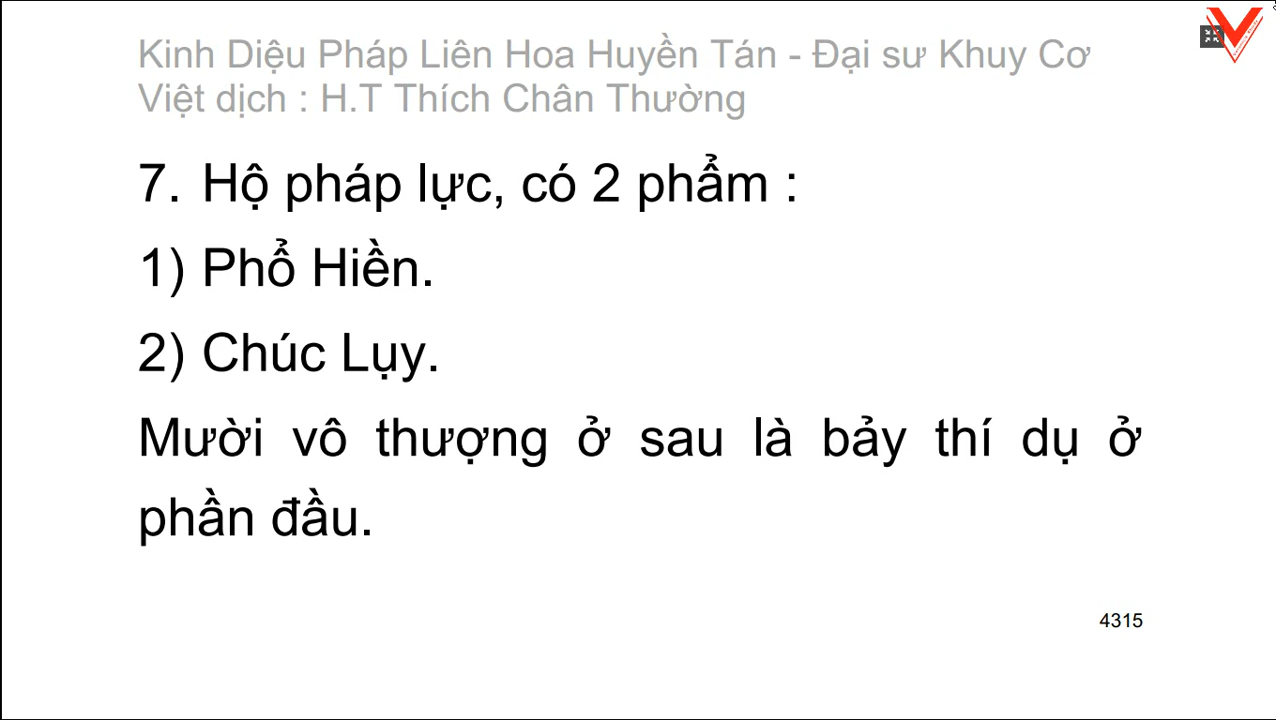 Kinh Diệu Pháp Liên Hoa Huyền Tán - Đại sư Khuy Cơ
Việt dịch : H.T Thích Chân Thường
7. Hộ pháp lực, có 2 phẩm :
1) Phổ Hiền.
2) Chúc Lụy.
Mười vô thượng ở sau là bảy thí dụ ở
phần đầu.
4315